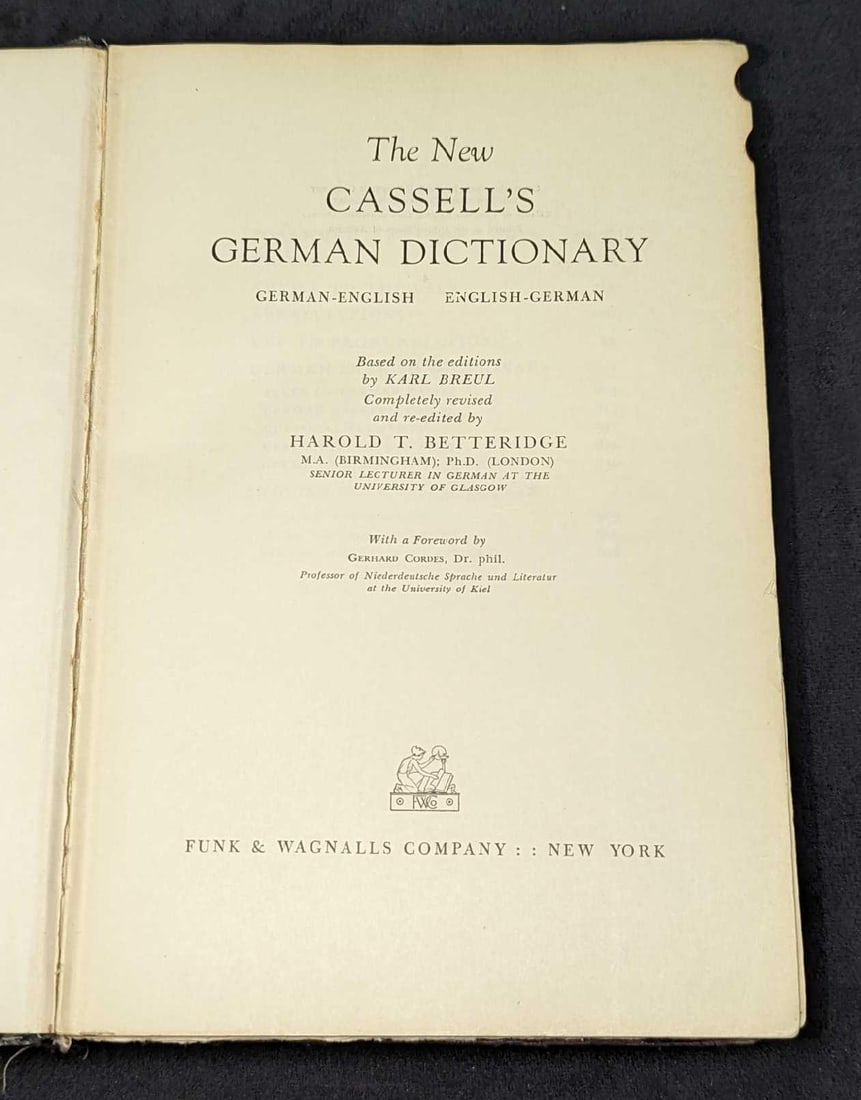 The New
CASSELL'S
GERMAN DICTIONARY
GERMAN-ENGLISH ENGLISH-GERMAN
Based on the editions
by KARL BREUL
Completely revised
and re-edited by
HAROLD T. BETTERIDGE
M.A. (BIRMINGHAM); Ph.D. (LONDON)
SENIOR LECTURER IN GERMAN AT THE
UNIVERSITY OF GLASGOW
With a Foreword by
GERHARD CORDES, Dr. phil.
Professor of Niederdeutsche Sprache und Literatur
at the University of Kiel
FUNK & WAGNALLS COMPANY : : NEW YORK